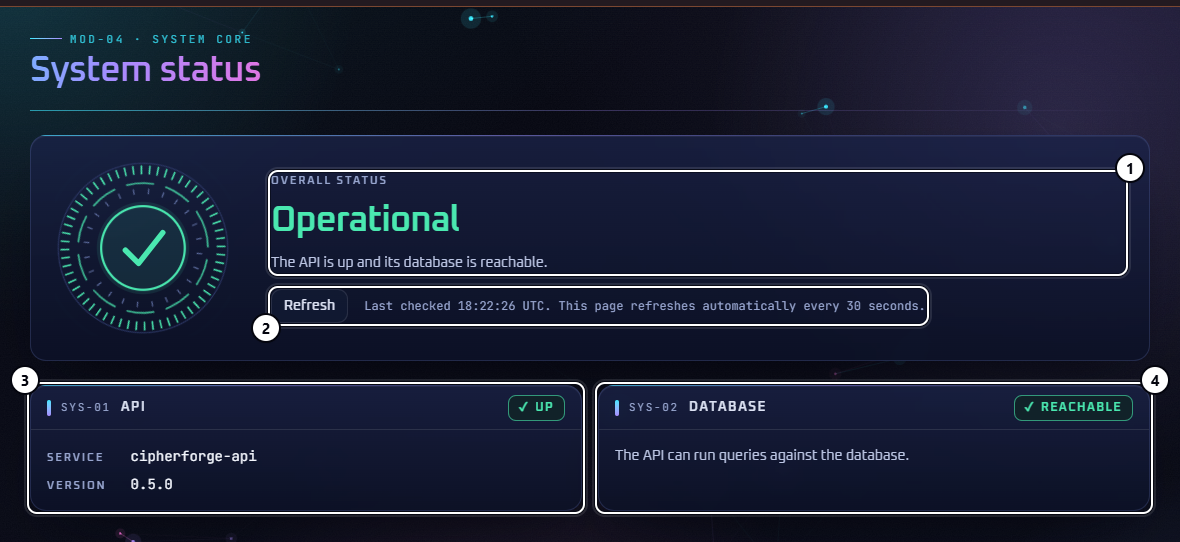 MOD-04 · SYSTEM CORE
System status
1
OVERALL STATUS
Operational
The API is up and its database is reachable.
Refresh Last checked 18:22:26 UTC. This page refreshes automatically every 30 seconds.
2
3
4
SYS-01 API ✓ UP
SERVICE cipherforge-api
VERSION 0.5.0
SYS-02 DATABASE ✓ REACHABLE
The API can run queries against the database.